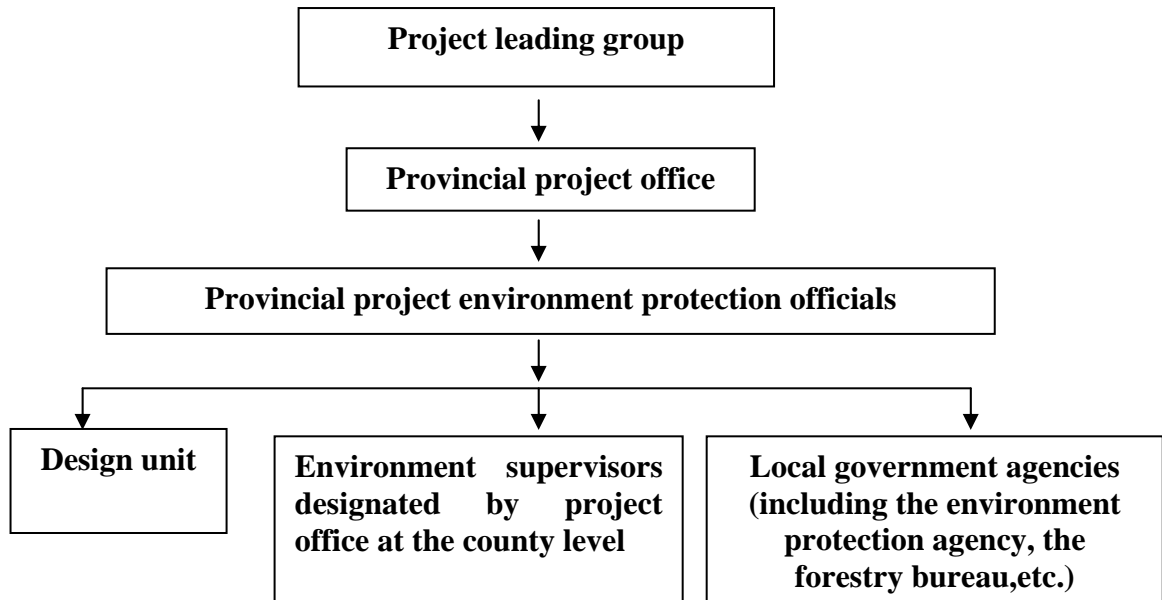 Project leading group
Provincial project office
Provincial project environment protection officials
Design unit
Environment supervisors
designated by project
office at the county level
Local government agencies
(including the environment
protection agency, the
forestry bureau,etc.)